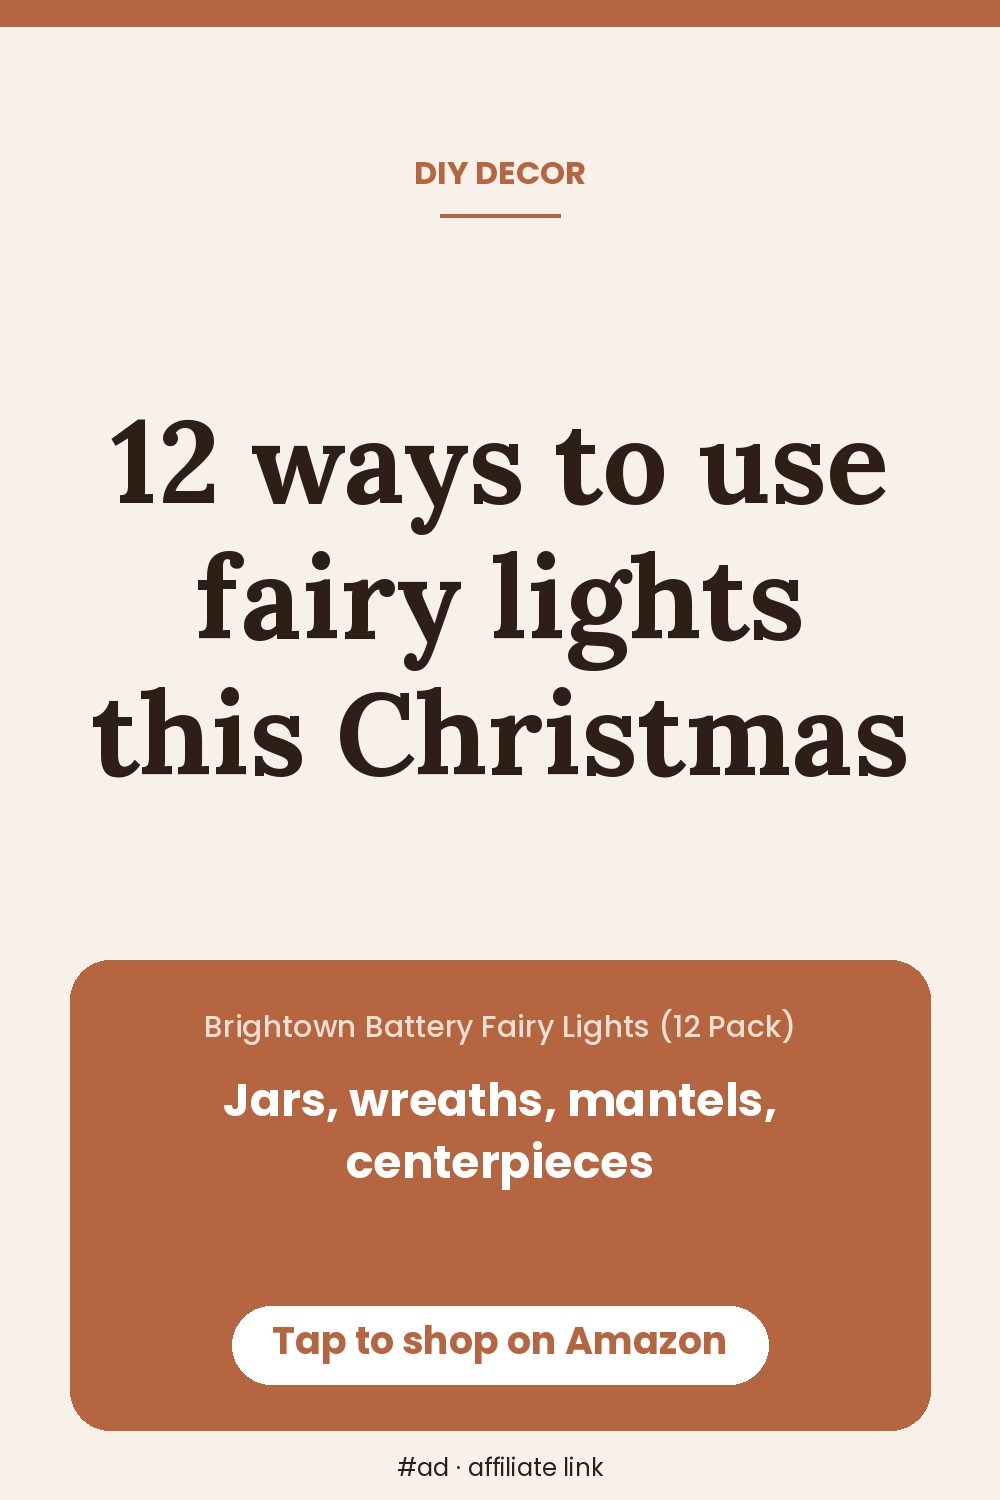 DIY DECOR
12 ways to use
fairy lights
this Christmas
Brightown Battery Fairy Lights (12 Pack)
Jars, wreaths, mantels,
centerpieces
Tap to shop on Amazon
#ad · affiliate link